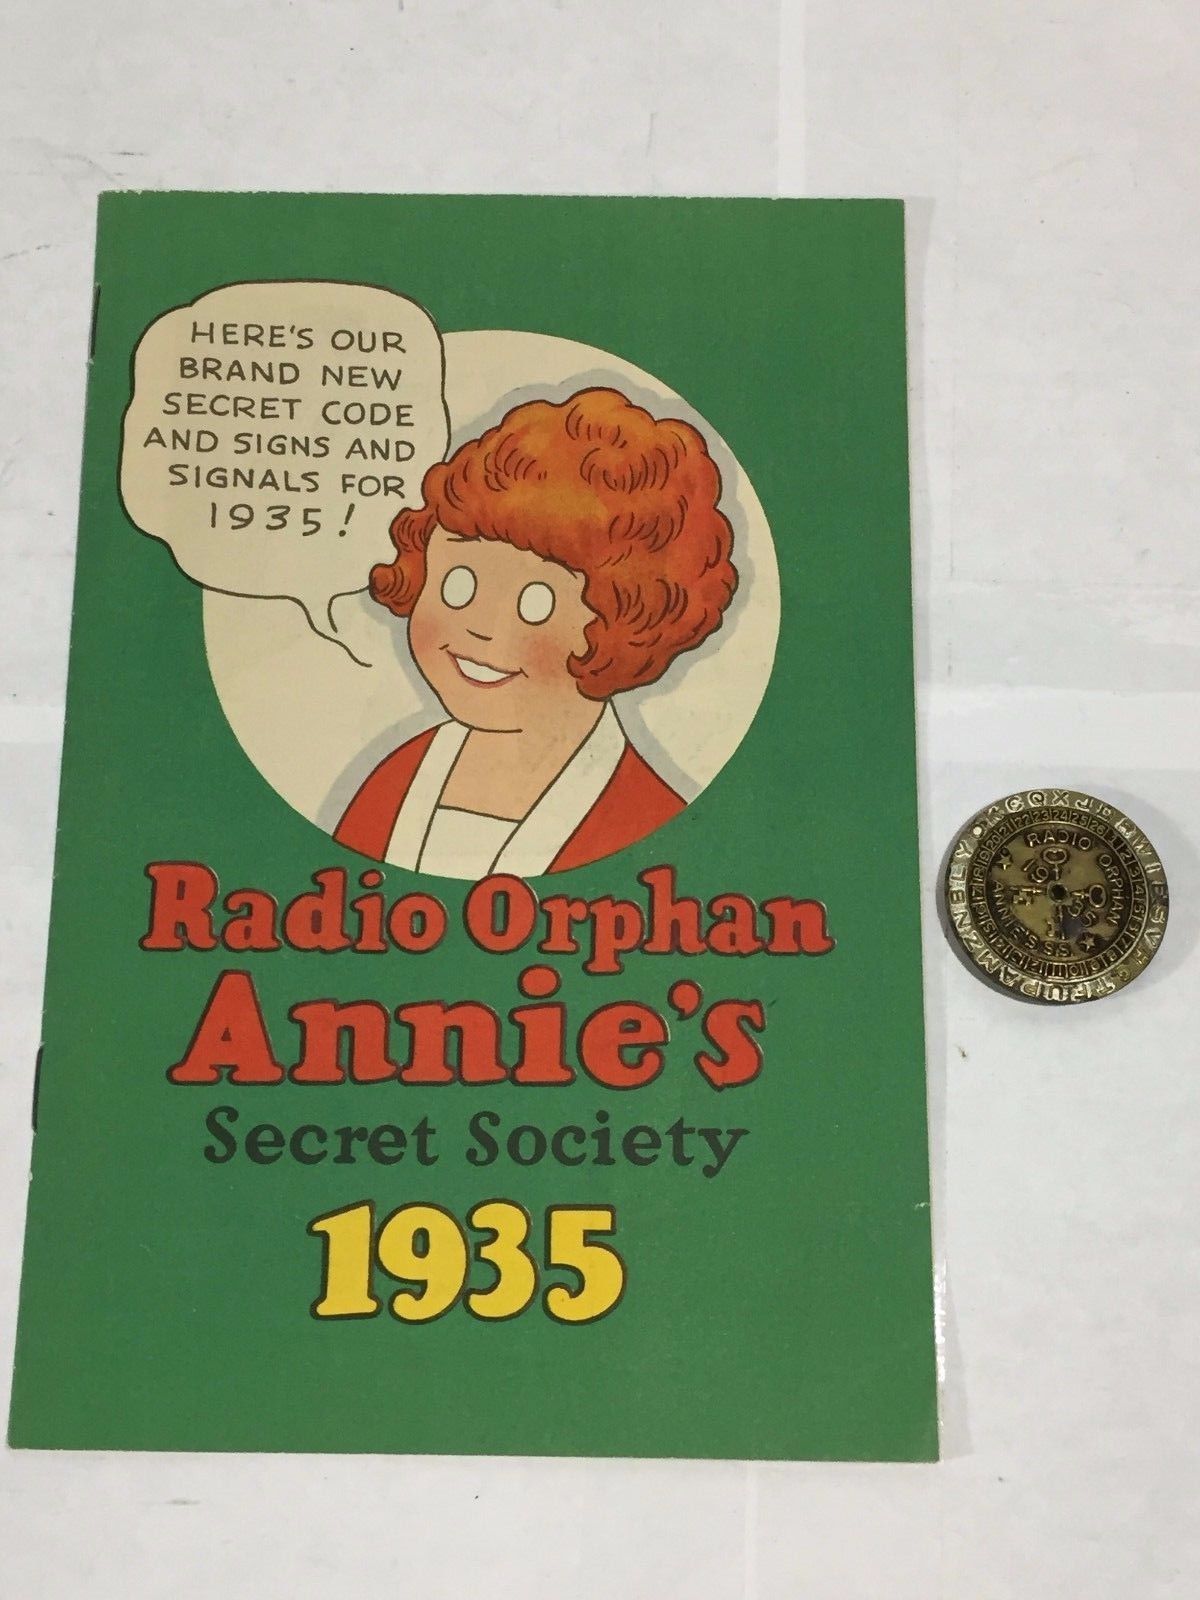 HERE'S OUR
BRAND NEW
SECRET CODE
AND SIGNS AND
SIGNALS FOR
1935!
Radio Orphan
Annie's
Secret Society
1935
RADIO ORPHAN
ANNIE'S S.S.
1935